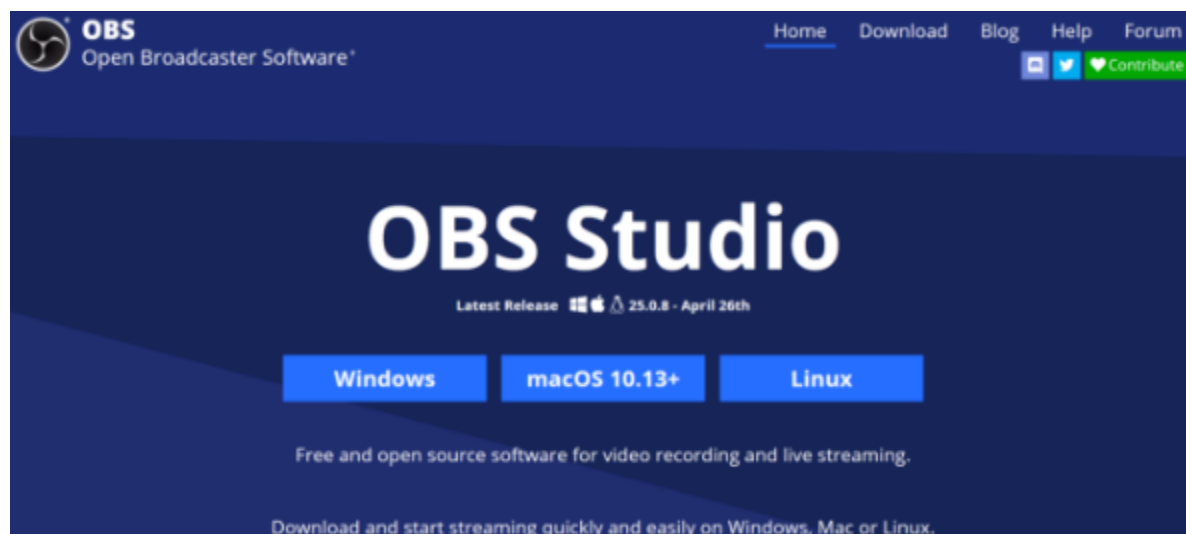 OBS
Open Broadcaster Software
Home Download Blog Help Forum
Contribute
OBS Studio
Latest Release 25.0.8 - April 26th
Windows macOS 10.13+ Linux
Free and open source software for video recording and live streaming.
Download and start streaming quickly and easily on Windows, Mac or Linux.